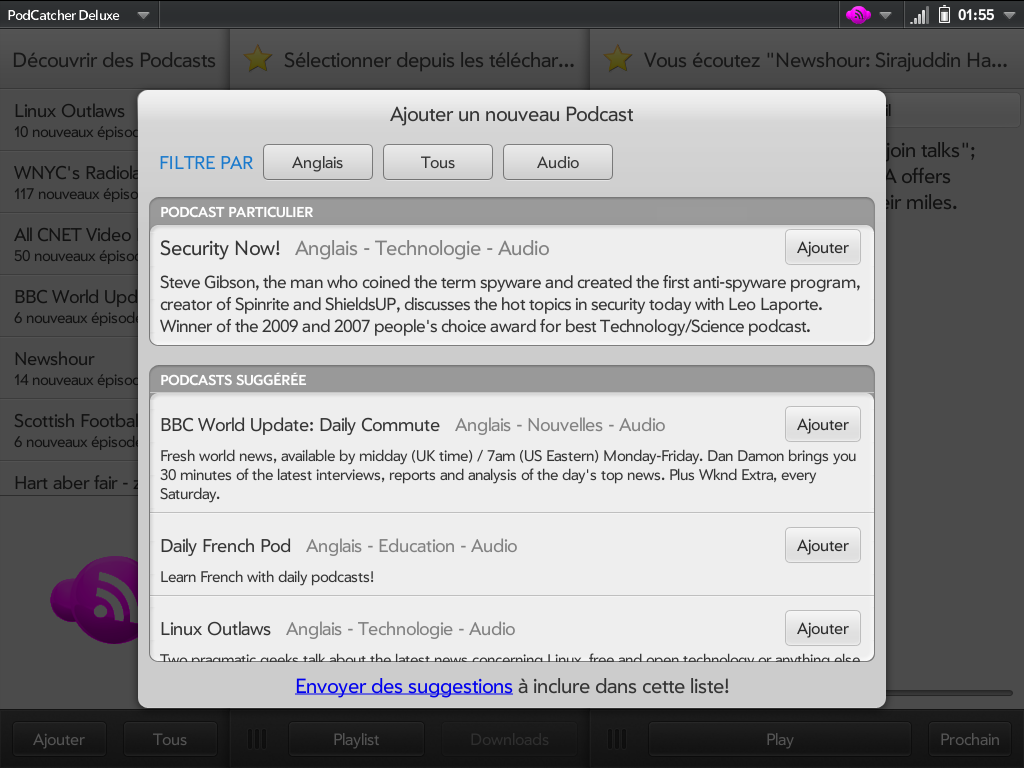 PodCatcher Deluxe
01:55
Découvrir des Podcasts
Sélectionner depuis les téléchar...
Vous écoutez "Newshour: Sirajuddin Ha...
Linux Outlaws
10 nouveaux
WNYC's
117 nouveaux
All CNET Video
50 nouveaux
BBC World
6 nouveaux
Newshour
14 nouveaux
Scottish
6 nouveaux
Hart aber fair -
join talks";
A offers
miles.
Ajouter un nouveau Podcast
FILTRE PAR
Anglais
Tous
Audio
PODCAST PARTICULIER
Security Now! Anglais - Technologie - Audio
Ajouter
Steve Gibson, the man who coined the term spyware and created the first anti-spyware program,
creator of Spinrite and ShieldsUP, discusses the hot topics in security today with Leo Laporte.
Winner of the 2009 and 2007 people's choice award for best Technology/Science podcast.
PODCASTS SUGGÉRÉE
BBC World Update: Daily Commute Anglais - Nouvelles - Audio
Ajouter
Fresh world news, available by midday (UK time) / 7am (US Eastern) Monday-Friday. Dan Damon brings you
30 minutes of the latest interviews, reports and analysis of the day's top news. Plus Wknd Extra, every
Saturday.
Daily French Pod Anglais - Education - Audio
Ajouter
Learn French with daily podcasts!
Linux Outlaws Anglais - Technologie - Audio
Ajouter
Two pragmatic geeks talk about the latest news concerning Linux, free and open technology or anything else
Envoyer des suggestions à inclure dans cette liste!
Ajouter
Tous
Playlist
Downloads
Play
Prochain